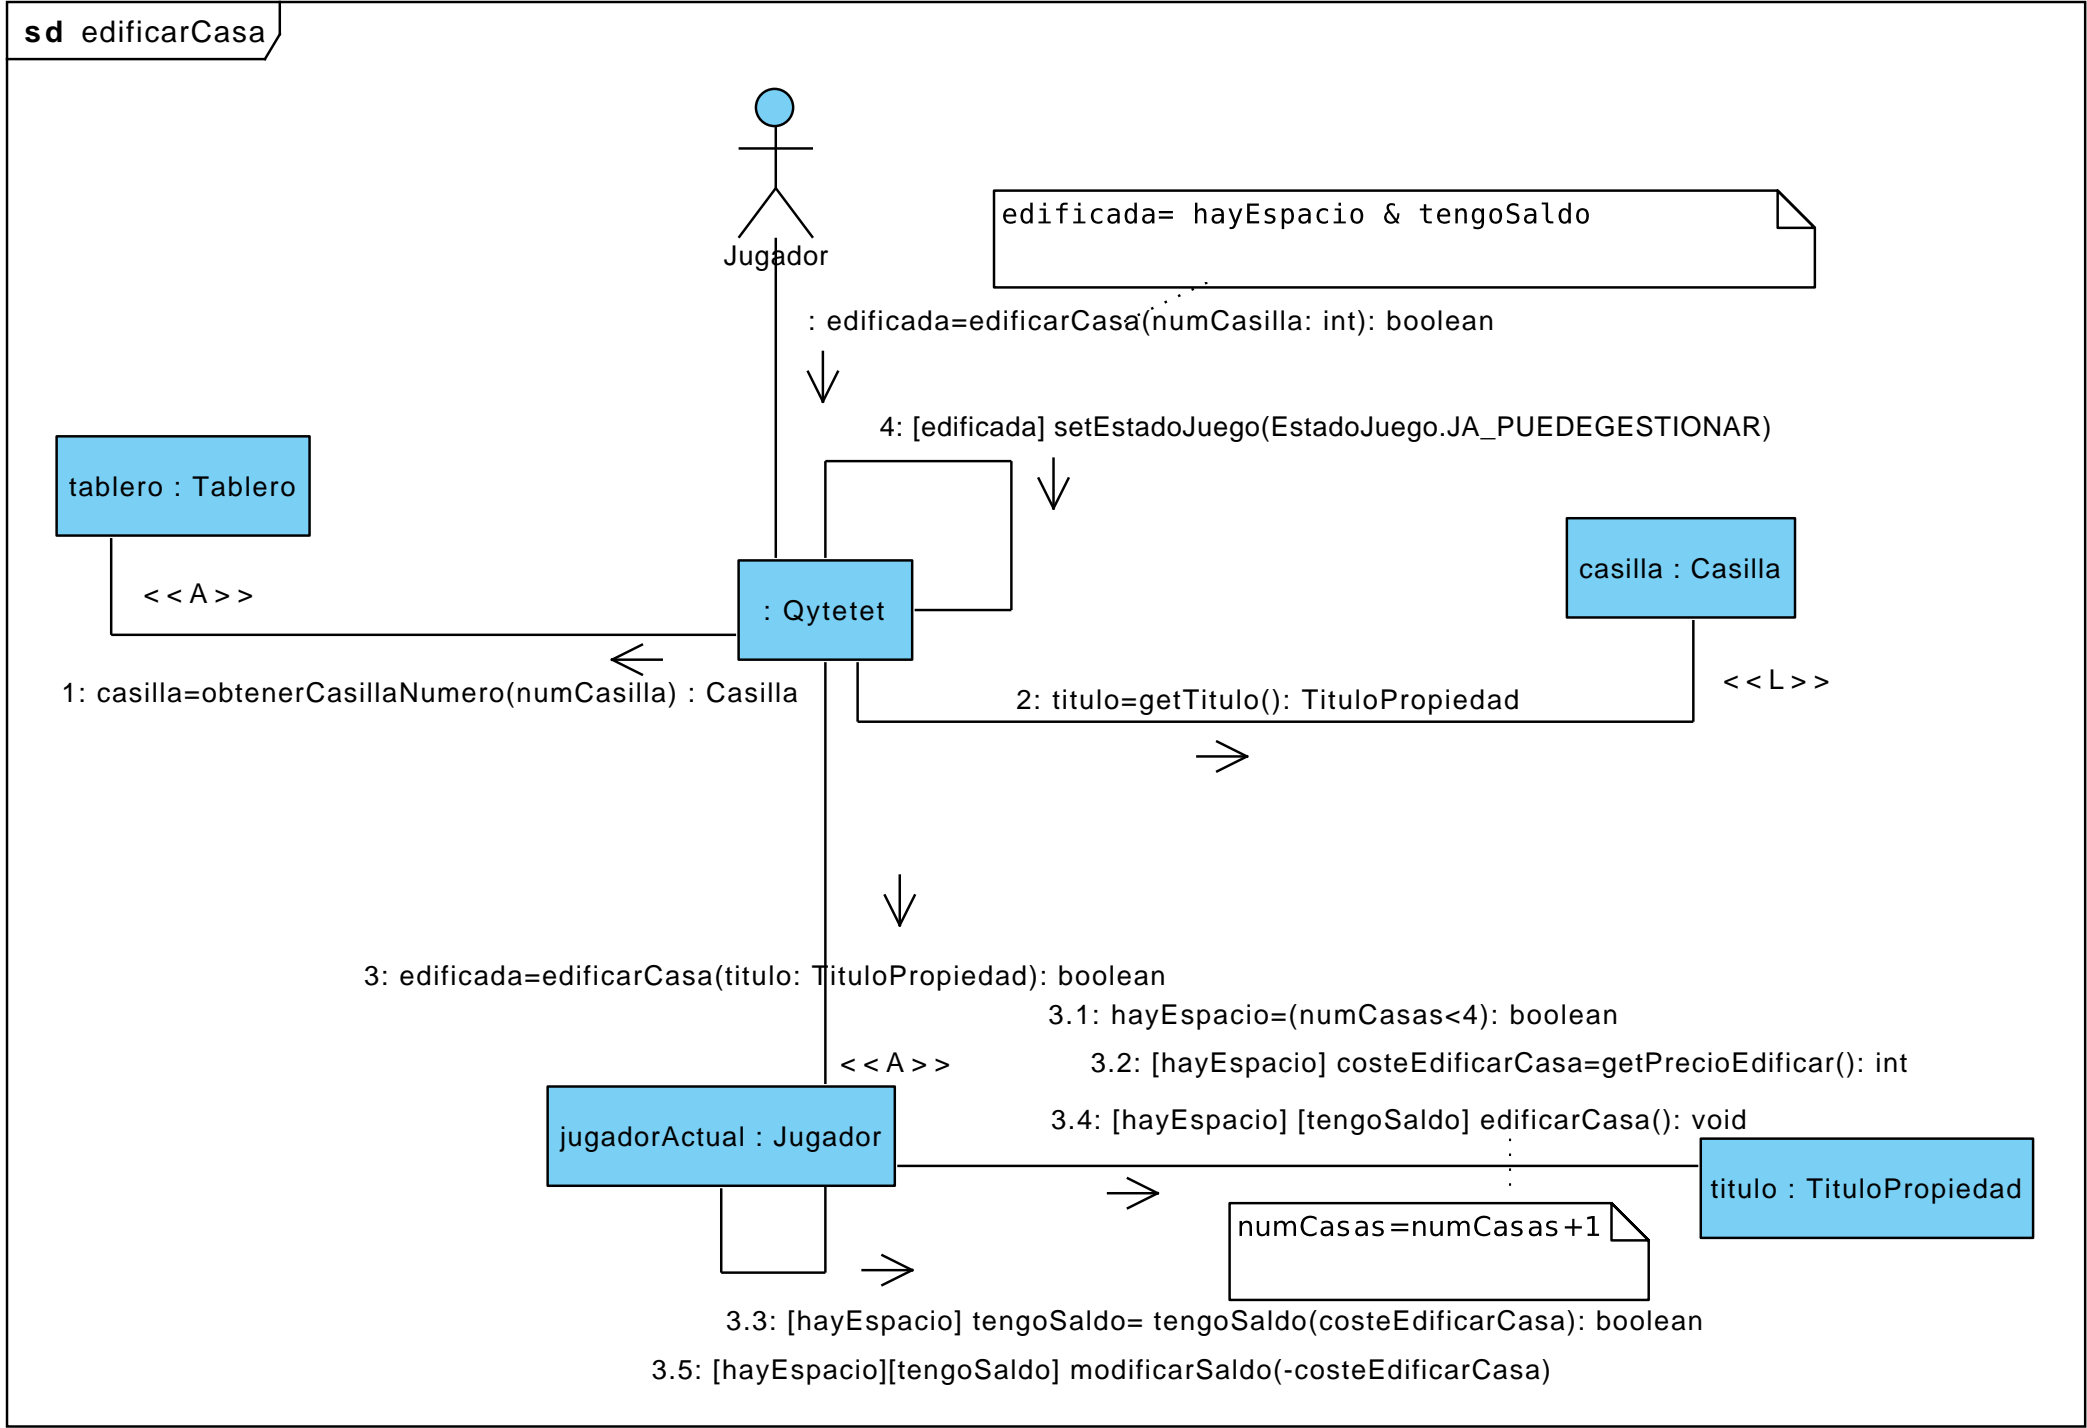 sd edificarCasa
Jugador
edificada= hayEspacio & tengoSaldo
: edificada=edificarCasa(numCasilla: int): boolean
4: [edificada] setEstadoJuego(EstadoJuego.JA_PUEDEGESTIONAR)
tablero : Tablero
casilla : Casilla
<<A>>
: Qytetet
<<L>>
1: casilla=obtenerCasillaNumero(numCasilla) : Casilla
2: titulo=getTitulo(): TituloPropiedad
3: edificada=edificarCasa(titulo: TituloPropiedad): boolean
3.1: hayEspacio=(numCasas<4): boolean
<<A>>
3.2: [hayEspacio] costeEdificarCasa=getPrecioEdificar(): int
3.4: [hayEspacio] [tengoSaldo] edificarCasa(): void
jugadorActual : Jugador
titulo : TituloPropiedad
numCasas=numCasas+1
3.3: [hayEspacio] tengoSaldo= tengoSaldo(costeEdificarCasa): boolean
3.5: [hayEspacio][tengoSaldo] modificarSaldo(-costeEdificarCasa)